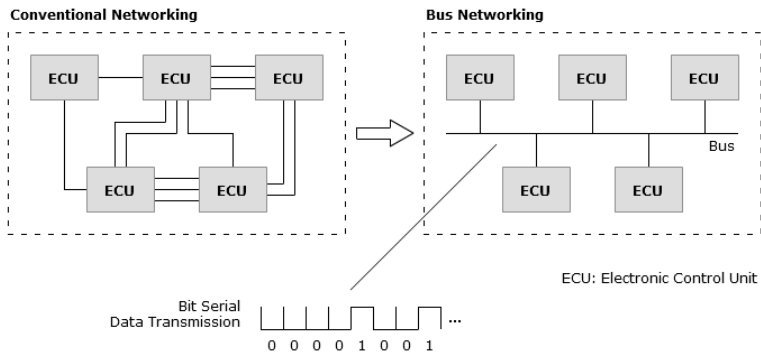 Conventional Networking
Bus Networking
ECU
ECU
ECU
ECU
ECU
ECU
ECU
ECU
Bus
ECU
ECU
ECU: Electronic Control Unit
Bit Serial
Data Transmission
...
0 0 0 0 1 0 0 1